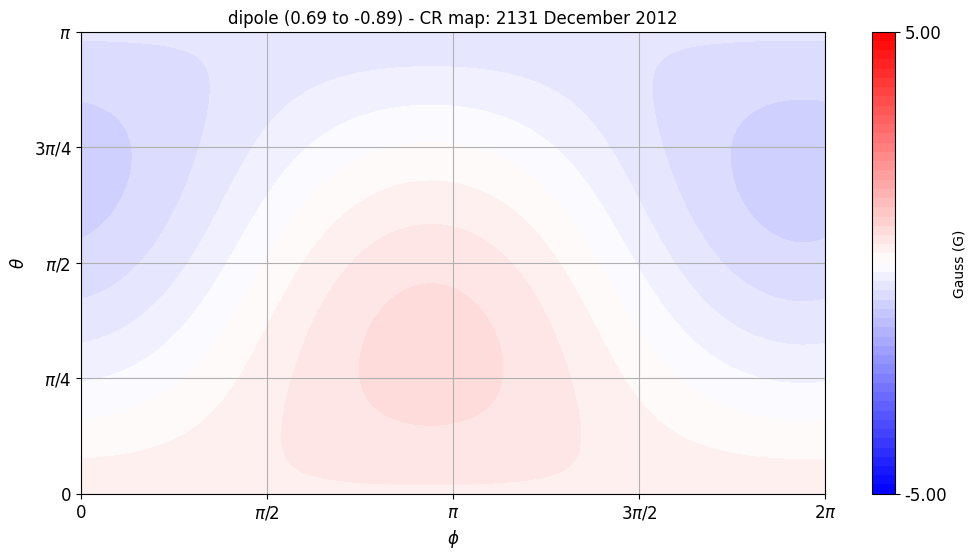 dipole (0.69 to -0.89) - CR map: 2131 December 2012
π
3π/4
π/2
π/4
0
θ
0
π/2
π
3π/2
2π
ϕ
5.00
-5.00
Gauss (G)